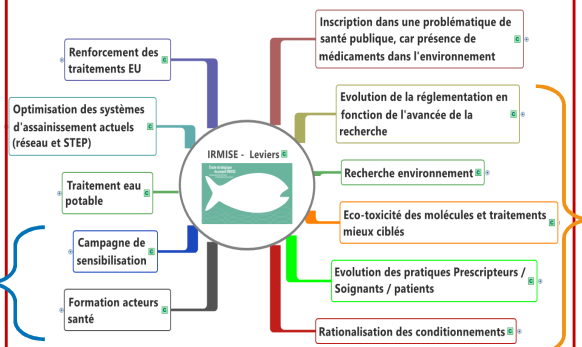 Renforcement des
traitements EU
Optimisation des systèmes
d'assainissement actuels
(réseau et STEP)
Traitement eau
potable
Campagne de
sensibilisation
Formation acteurs
santé
IRMISE - Leviers
Inscription dans une problématique de
santé publique, car présence de
médicaments dans l'environnement
Evolution de la réglementation en
fonction de l'avancée de la
recherche
Recherche environnement
Eco-toxicité des molécules et traitements
mieux ciblés
Evolution des pratiques Prescripteurs /
Soignants / patients
Rationalisation des conditionnements